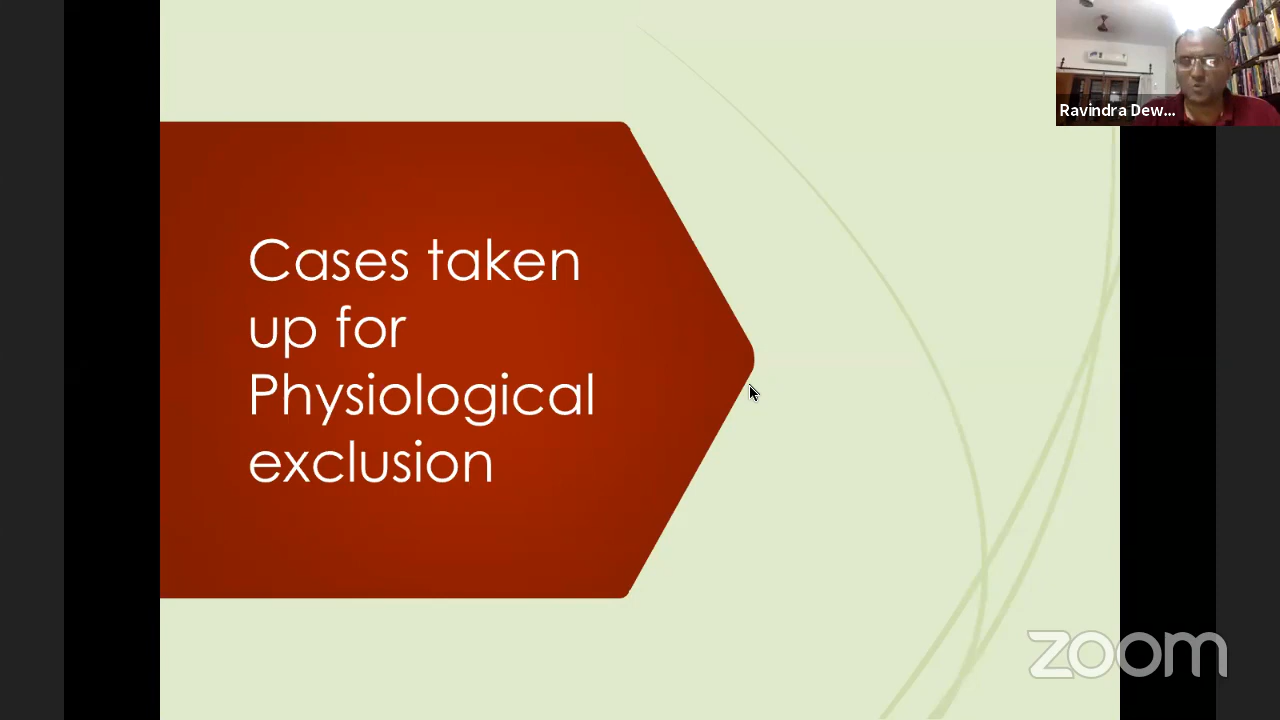 Cases taken
up for
Physiological
exclusion
Ravindra Dew...
zoom